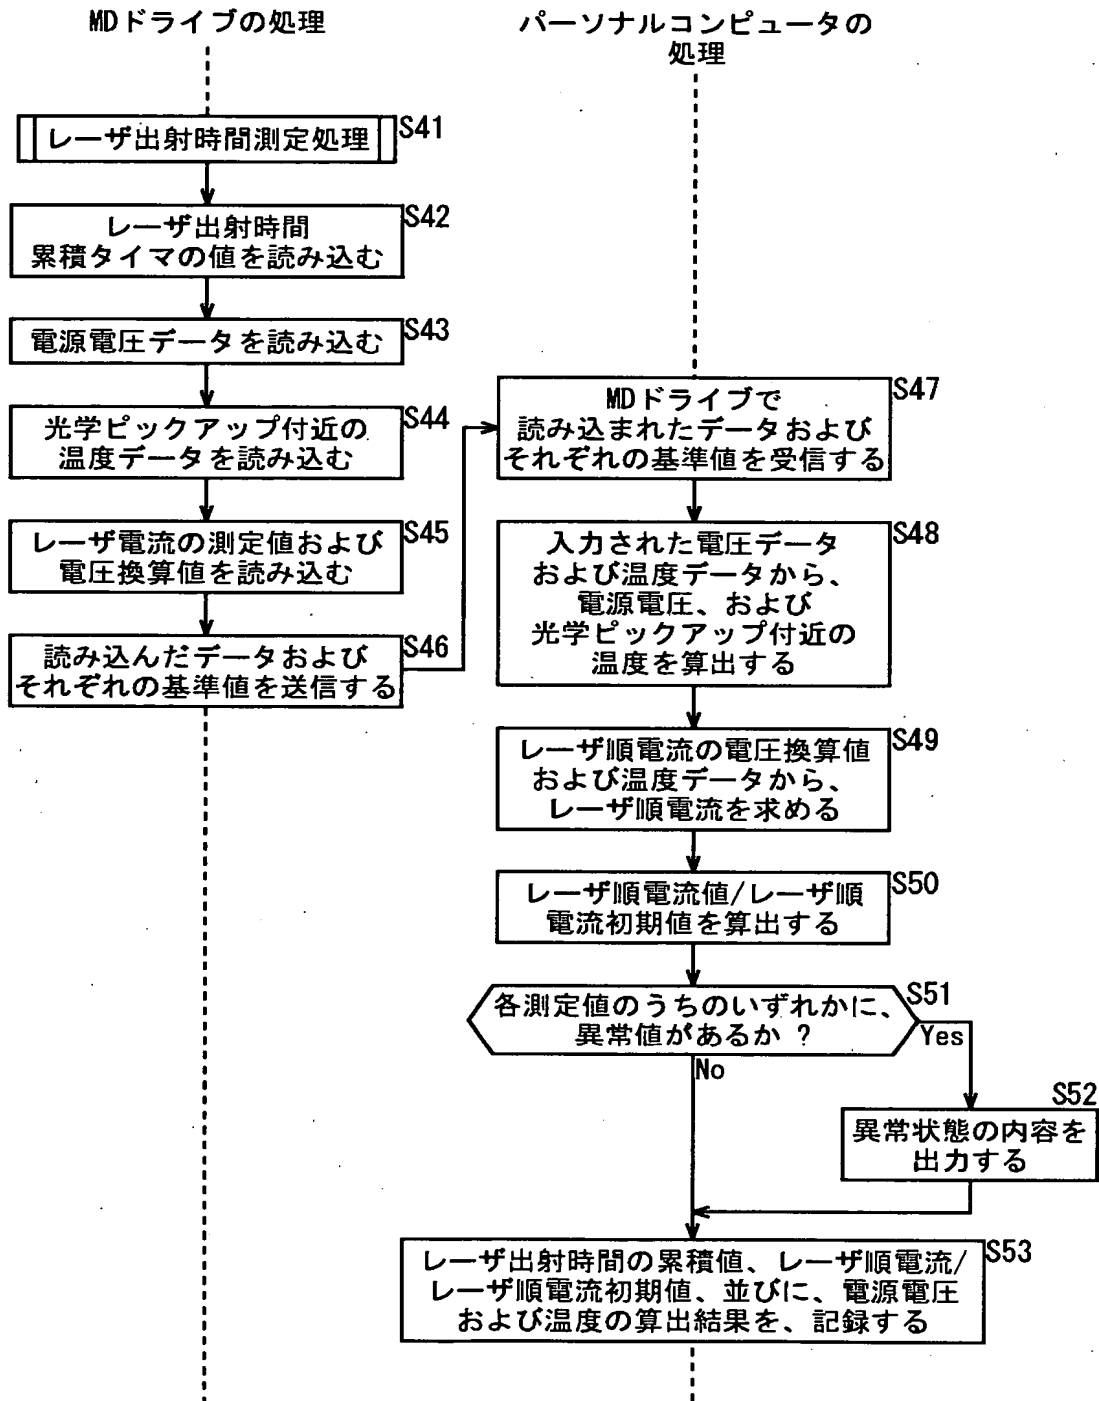 MDドライブの処理
パーソナルコンピュータの
処理
レーザ出射時間測定処理
S41
レーザ出射時間
累積タイマの値を読み込む
S42
電源電圧データを読み込む
S43
光学ピックアップ付近の
温度データを読み込む
S44
レーザ電流の測定値および
電圧換算値を読み込む
S45
読み込んだデータおよび
それぞれの基準値を送信する
S46
MDドライブで
読み込まれたデータおよび
それぞれの基準値を受信する
S47
入力された電圧データ
および温度データから、
電源電圧、および
光学ピックアップ付近の
温度を算出する
S48
レーザ順電流の電圧換算値
および温度データから、
レーザ順電流を求める
S49
レーザ順電流値/レーザ順
電流初期値を算出する
S50
各測定値のうちのいずれかに、
異常値があるか ?
S51
Yes
No
S52
異常状態の内容を
出力する
レーザ出射時間の累積値、レーザ順電流/
レーザ順電流初期値、並びに、電源電圧
および温度の算出結果を、記録する
S53